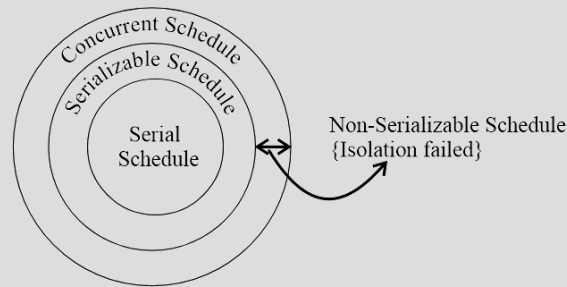 Concurrent Schedule
Serializable Schedule
Serial
Schedule
Non-Serializable Schedule
{Isolation failed}